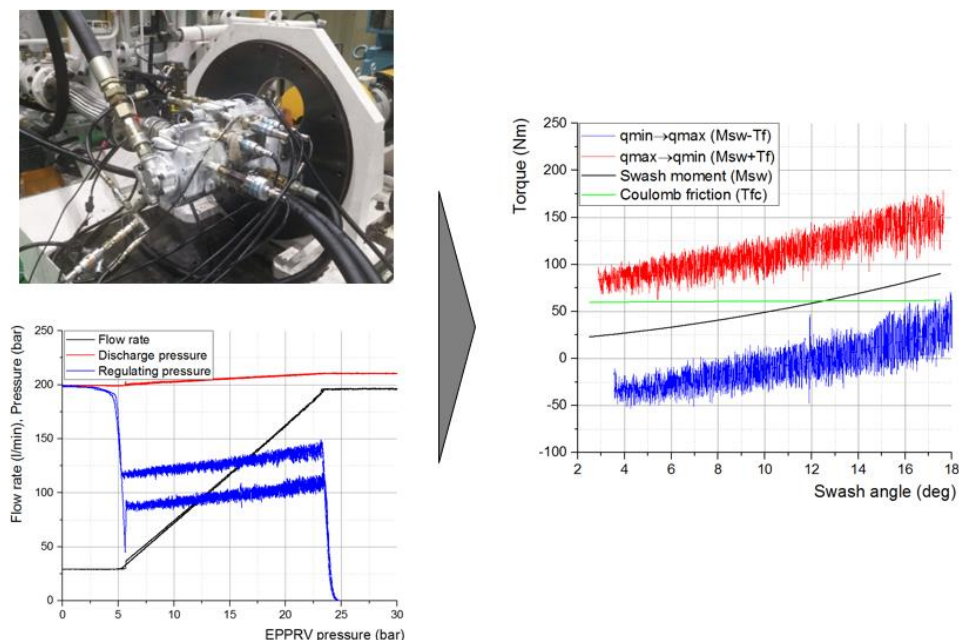 250
200
150
100
50
0
Flow rate (l/min), Pressure (bar)
Flow rate
Discharge pressure
Regulating pressure
0 5 10 15 20 25 30
EPPRV pressure (bar)
250
200
150
100
50
0
-50
-100
Torque (Nm)
qmin→qmax (Msw-Tf)
qmax→qmin (Msw+Tf)
Swash moment (Msw)
Coulomb friction (Tfc)
2 4 6 8 10 12 14 16 18
Swash angle (deg)